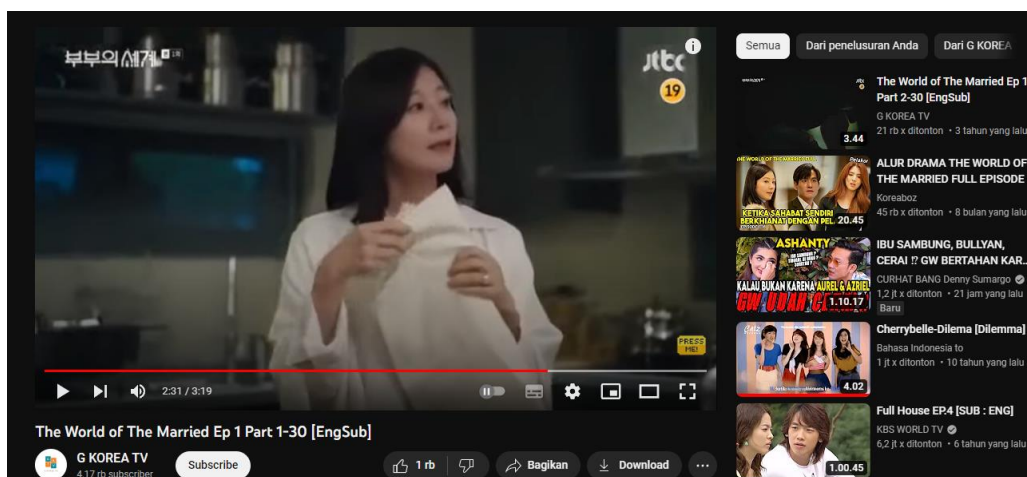 부부의 세계
jtbc
19
PRESS
ME!
2:31 / 3:19
The World of The Married Ep 1 Part 1-30 [EngSub]
G KOREA TV
4,17 rb subscriber
Subscribe
1 rb
Bagikan
Download
Semua
Dari penelusuran Anda
Dari G KOREA
The World of The Married Ep 1
Part 2-30 [EngSub]
G KOREA TV
21 rb x ditonton • 3 tahun yang lalu
3.44
ALUR DRAMA THE WORLD OF
THE MARRIED FULL EPISODE
Koreaboz
45 rb x ditonton • 8 bulan yang lalu
KETIKA SAHABAT SENDIRI
BERKHIANAT DENGAN PEL
20.45
IBU SAMBUNG, BULLYAN,
CERAI !? GW BERTAHAN KAR...
CURHAT BANG Denny Sumargo
1,2 jt x ditonton • 21 jam yang lalu
Baru
ASHANTY
KALAU BUKAN KARENA AUREL & AZRIEL
1.10.17
Cherrybelle-Dilema [Dilemma]
Bahasa Indonesia to
1 jt x ditonton • 10 tahun yang lalu
4.02
Full House EP.4 [SUB : ENG]
KBS WORLD TV
6,2 jt x ditonton • 6 tahun yang lalu
1.00.45